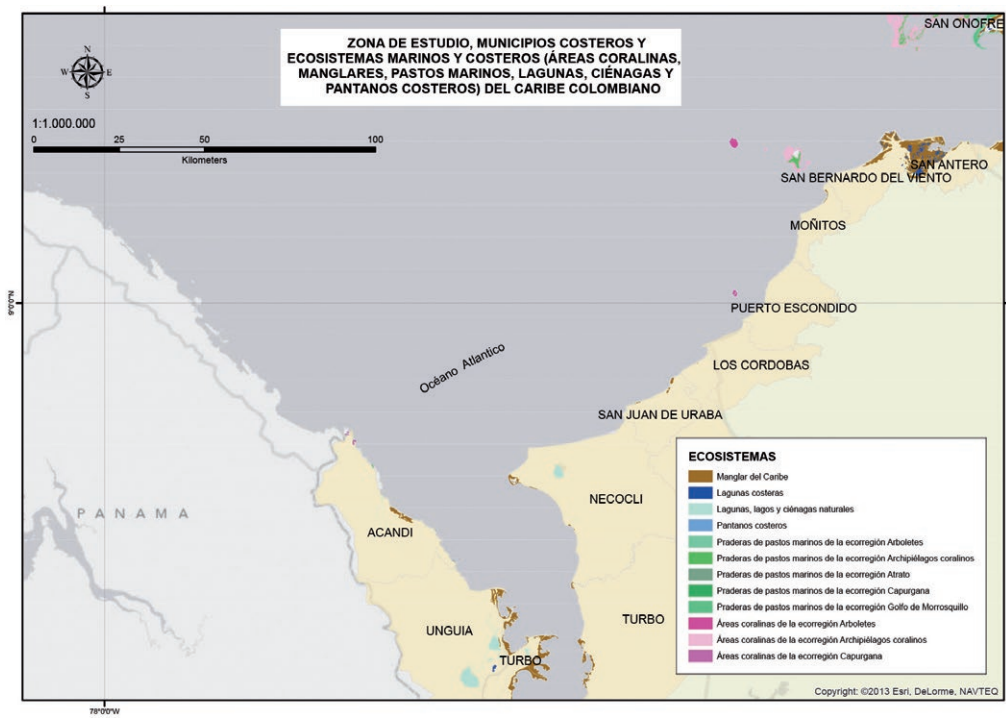 ZONA DE ESTUDIO, MUNICIPIOS COSTEROS Y
ECOSISTEMAS MARINOS Y COSTEROS (ÁREAS CORALINAS,
MANGLARES, PASTOS MARINOS, LAGUNAS, CIÉNAGAS Y
PANTANOS COSTEROS) DEL CARIBE COLOMBIANO
N
W E
S
1:1.000.000
0 25 50 100
Kilometers
SAN ONOFRE
SAN ANTERO
SAN BERNARDO DEL VIENTO
MOÑITOS
9°0'0"N
PUERTO ESCONDIDO
Océano Atlantico
LOS CORDOBAS
SAN JUAN DE URABA
NECOCLI
PANAMA
ACANDI
UNGUIA
TURBO
TURBO
ECOSISTEMAS
Manglar del Caribe
Lagunas costeras
Lagunas, lagos y ciénagas naturales
Pantanos costeros
Praderas de pastos marinos de la ecorregión Arboletes
Praderas de pastos marinos de la ecorregión Archipiélagos coralinos
Praderas de pastos marinos de la ecorregión Atrato
Praderas de pastos marinos de la ecorregión Capurgana
Praderas de pastos marinos de la ecorregión Golfo de Morrosquillo
Áreas coralinas de la ecorregión Arboletes
Áreas coralinas de la ecorregión Archipiélagos coralinos
Áreas coralinas de la ecorregión Capurgana
Copyright: ©2013 Esri, DeLorme, NAVTEQ
78°0'0"W